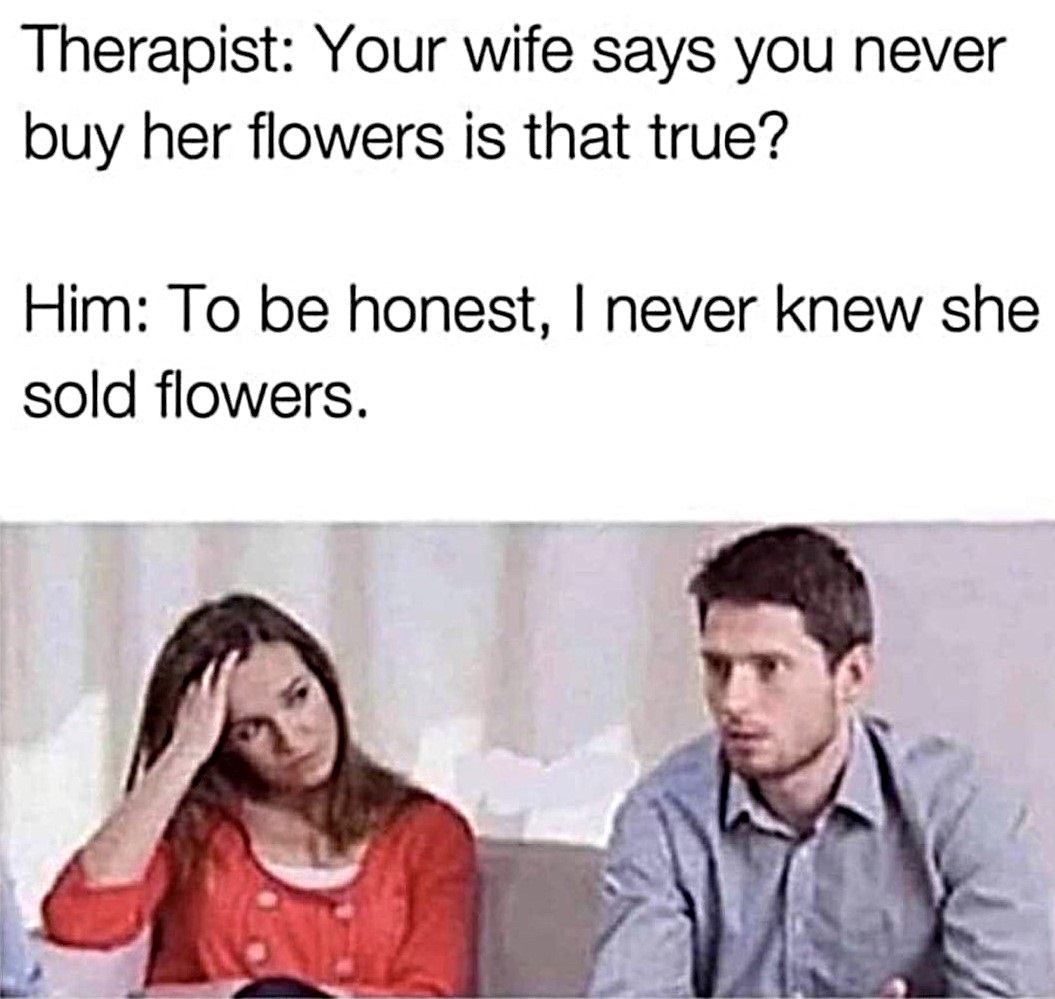 Therapist: Your wife says you never
buy her flowers is that true?
Him: To be honest, I never knew she
sold flowers.